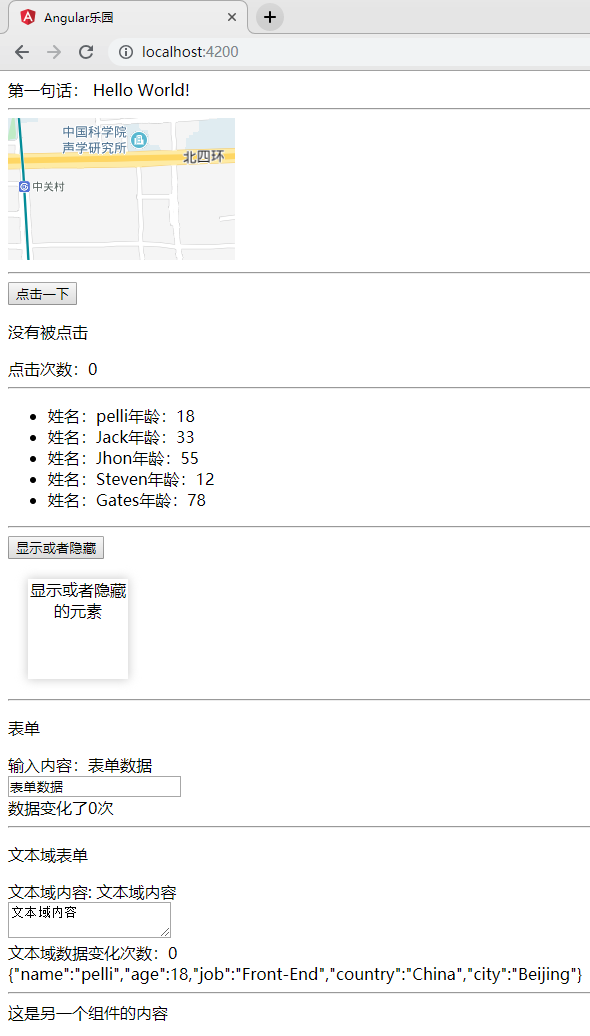 Angular乐园
localhost:4200
第一句话： Hello World!
中国科学院
声学研究所
北四环
中关村
点击一下
没有被点击
点击次数：0
姓名：pelli年龄：18
姓名：Jack年龄：33
姓名：Jhon年龄：55
姓名：Steven年龄：12
姓名：Gates年龄：78
显示或者隐藏
显示或者隐藏
的元素
表单
输入内容：表单数据
表单数据
数据变化了0次
文本域表单
文本域内容: 文本域内容
文本域内容
文本域数据变化次数：0
{"name":"pelli","age":18,"job":"Front-End","country":"China","city":"Beijing"}
这是另一个组件的内容